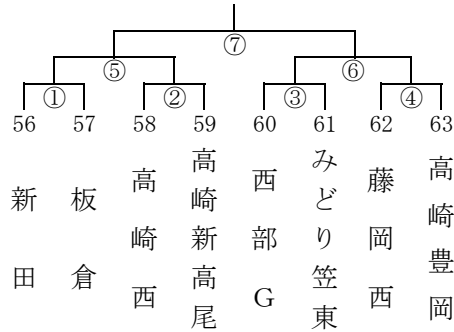 ⑦
⑤ ⑥
① ② ③ ④
56 57 58 59 60 61 62 63
新田
板倉
高崎西
高崎新高尾
西部G
みどり笠東
藤岡西
高崎豊岡